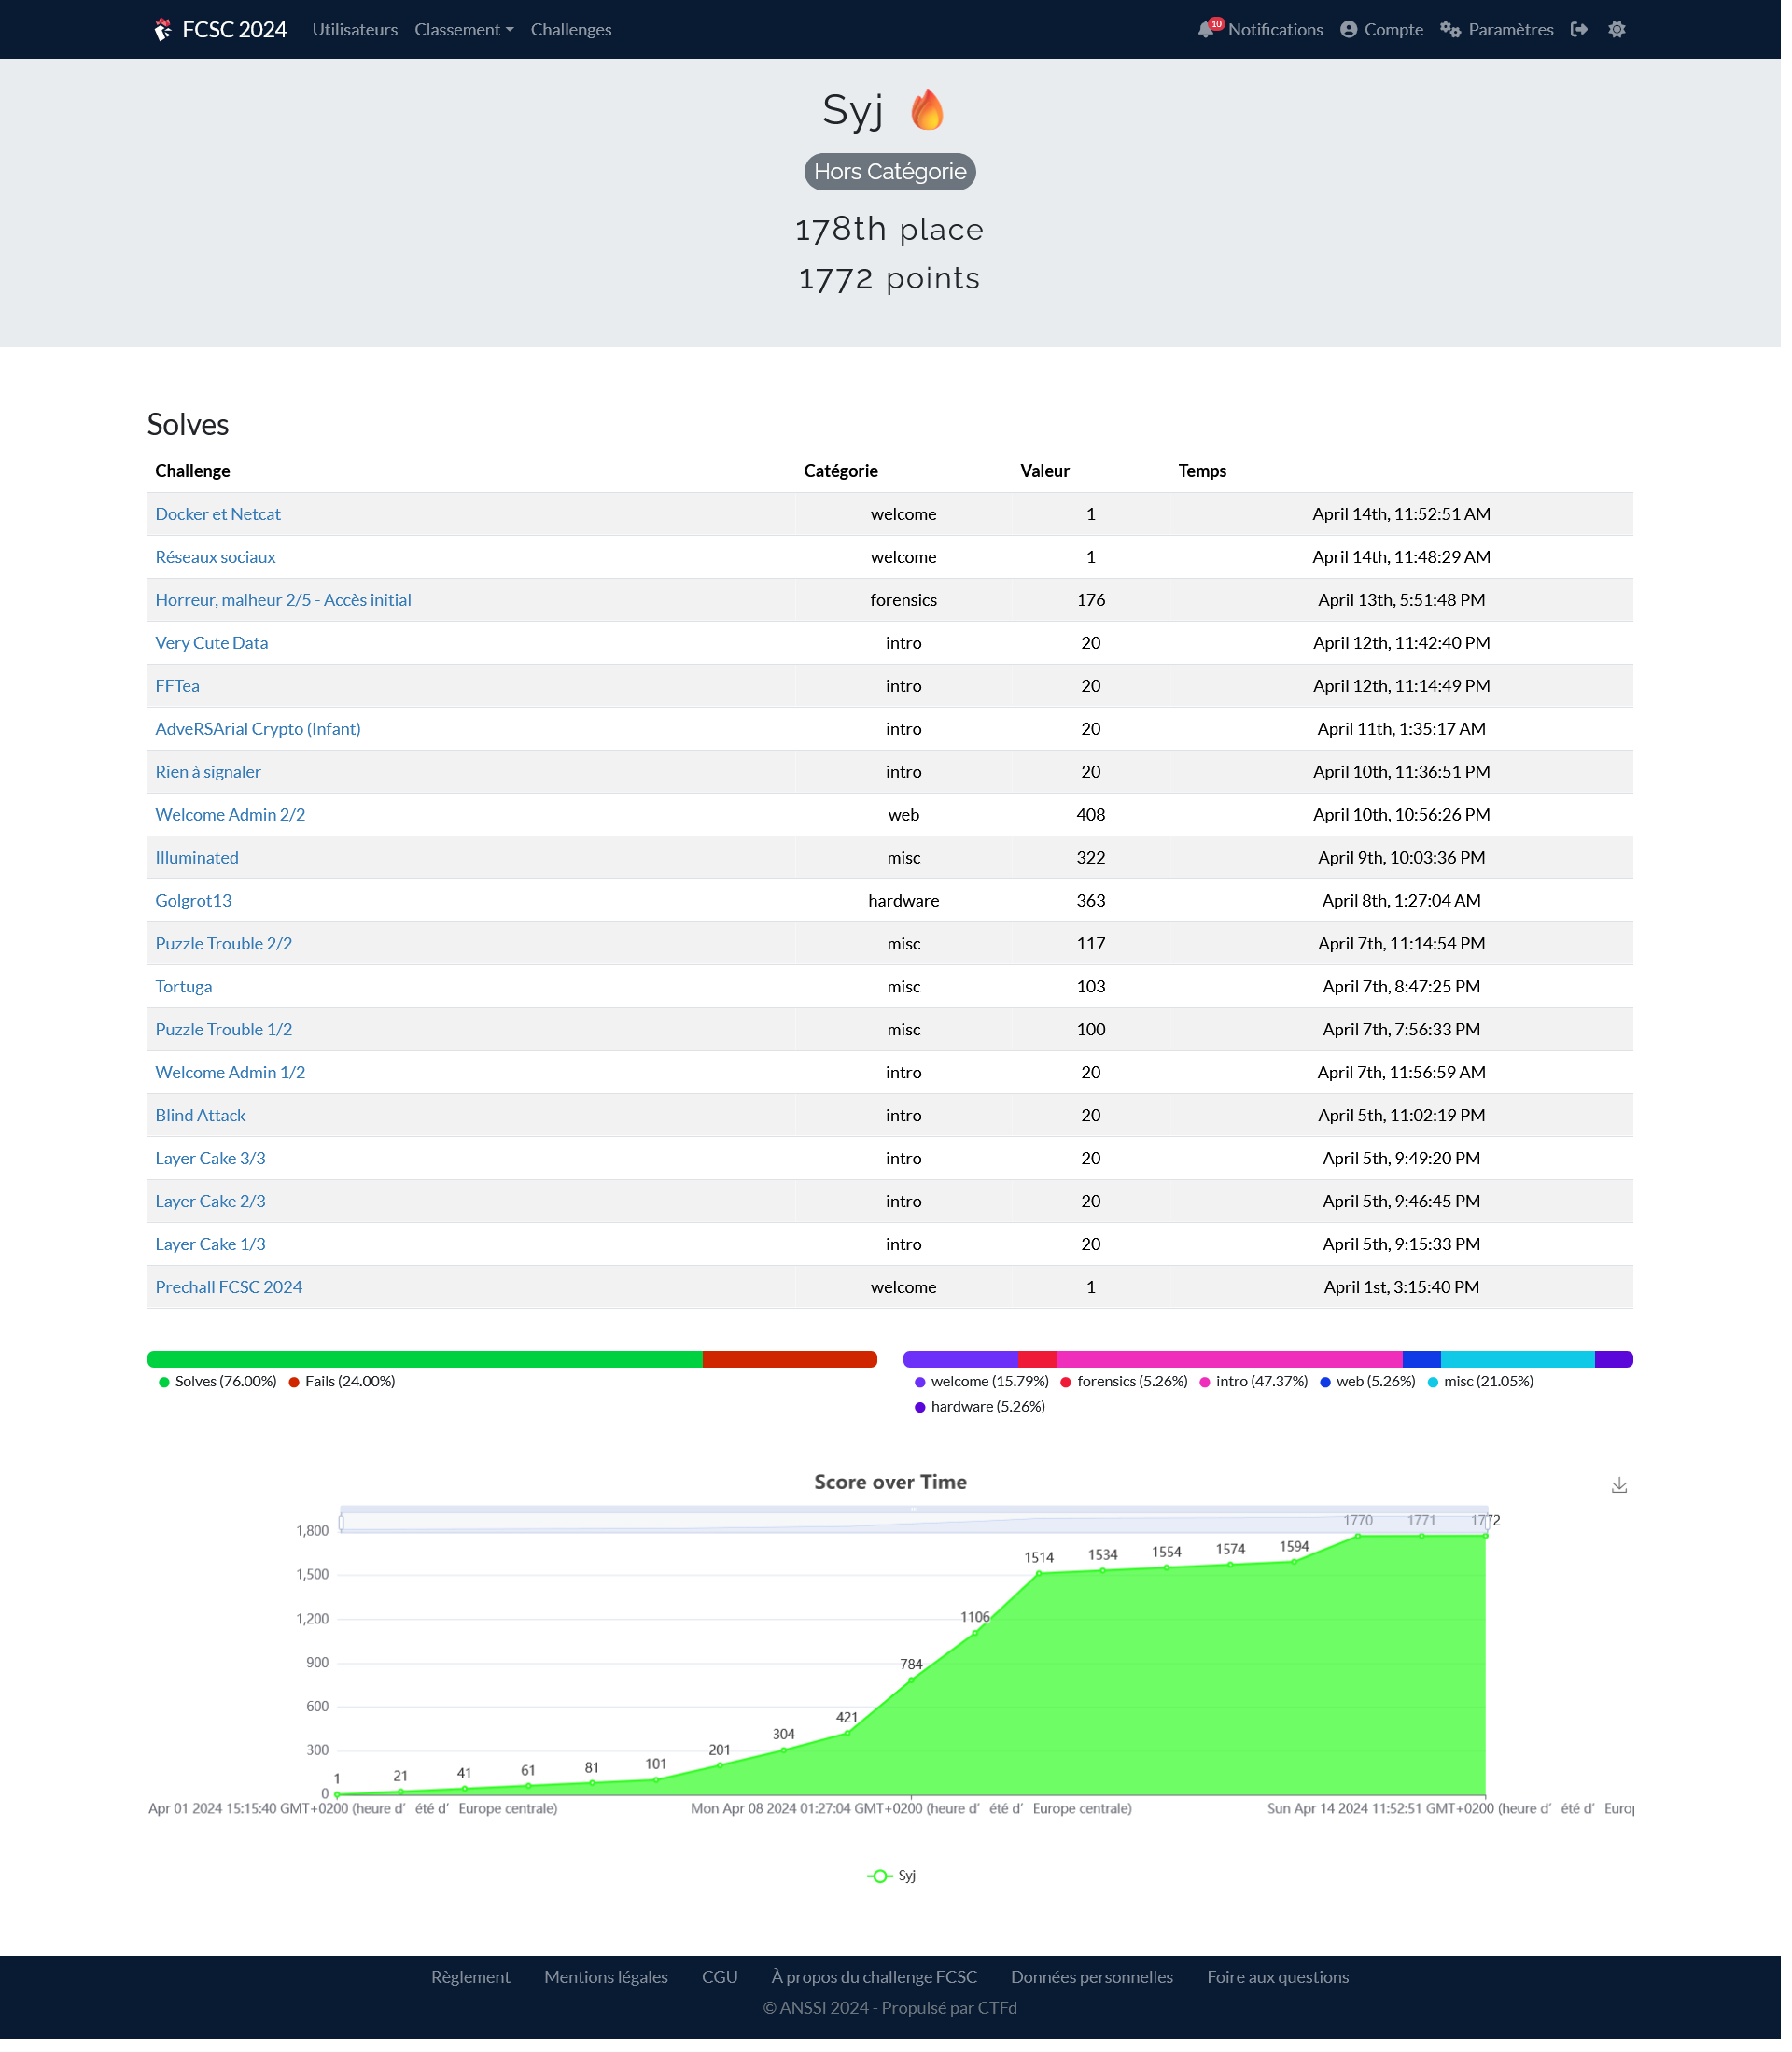 FCSC 2024 Utilisateurs Classement Challenges 10 Notifications Compte Paramètres
Syj
Hors Catégorie
178th place
1772 points
Solves
Challenge Catégorie Valeur Temps
Docker et Netcat welcome 1 April 14th, 11:52:51 AM
Réseaux sociaux welcome 1 April 14th, 11:48:29 AM
Horreur, malheur 2/5 - Accès initial forensics 176 April 13th, 5:51:48 PM
Very Cute Data intro 20 April 12th, 11:42:40 PM
FFTea intro 20 April 12th, 11:14:49 PM
AdveRSArial Crypto (Infant) intro 20 April 11th, 1:35:17 AM
Rien à signaler intro 20 April 10th, 11:36:51 PM
Welcome Admin 2/2 web 408 April 10th, 10:56:26 PM
Illuminated misc 322 April 9th, 10:03:36 PM
Golgrot13 hardware 363 April 8th, 1:27:04 AM
Puzzle Trouble 2/2 misc 117 April 7th, 11:14:54 PM
Tortuga misc 103 April 7th, 8:47:25 PM
Puzzle Trouble 1/2 misc 100 April 7th, 7:56:33 PM
Welcome Admin 1/2 intro 20 April 7th, 11:56:59 AM
Blind Attack intro 20 April 5th, 11:02:19 PM
Layer Cake 3/3 intro 20 April 5th, 9:49:20 PM
Layer Cake 2/3 intro 20 April 5th, 9:46:45 PM
Layer Cake 1/3 intro 20 April 5th, 9:15:33 PM
Prechall FCSC 2024 welcome 1 April 1st, 3:15:40 PM
Solves (76.00%) Fails (24.00%)
welcome (15.79%) forensics (5.26%) intro (47.37%) web (5.26%) misc (21.05%)
hardware (5.26%)
Score over Time
1,800 1770 1771 1772
1,500 1514 1534 1554 1574 1594
1,200 1106
900 784
600 421
300 304 201
0 1 21 41 61 81 101
Apr 01 2024 15:15:40 GMT+0200 (heure d’été d’Europe centrale) Mon Apr 08 2024 01:27:04 GMT+0200 (heure d’été d’Europe centrale) Sun Apr 14 2024 11:52:51 GMT+0200 (heure d’été d’
Syj
Règlement Mentions légales CGU À propos du challenge FCSC Données personnelles Foire aux questions
© ANSSI 2024 - Propulsé par CTFd